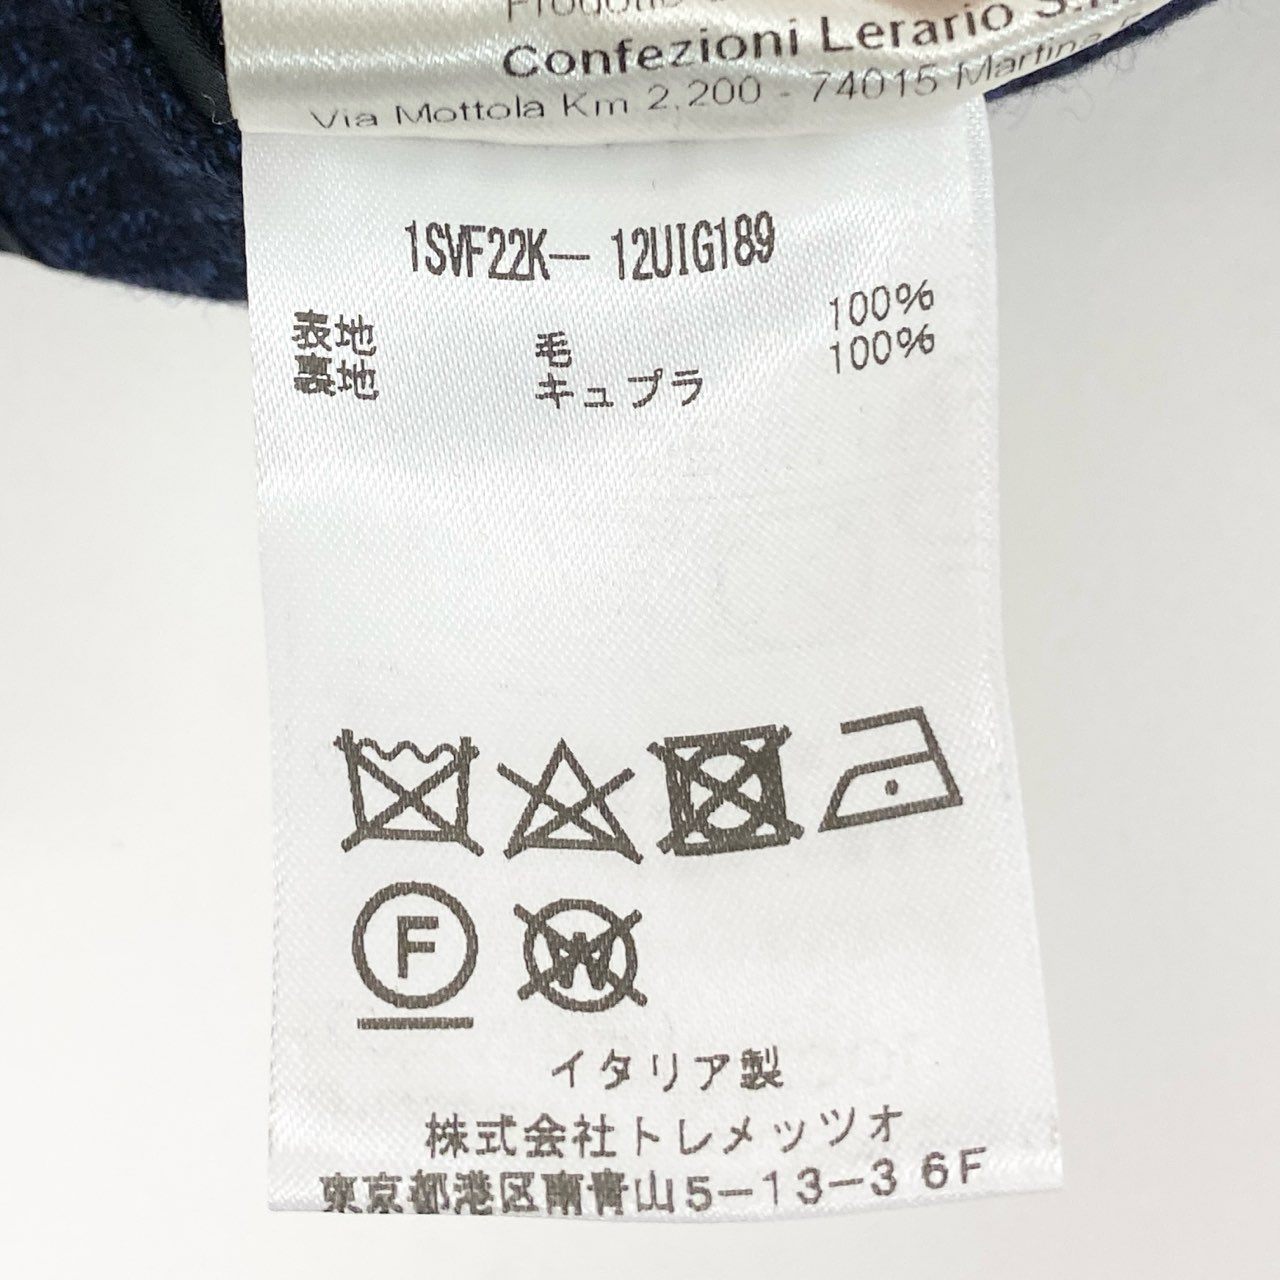 Confezioni Lerario
Via Mottola Km 2,200 - 74015 Martina
1SVF22K— 12UIG189
表地 毛 100%
裏地 キュプラ 100%
F
W
イタリア製
株式会社トレメッツオ
東京都港区南青山5-13-3 6F